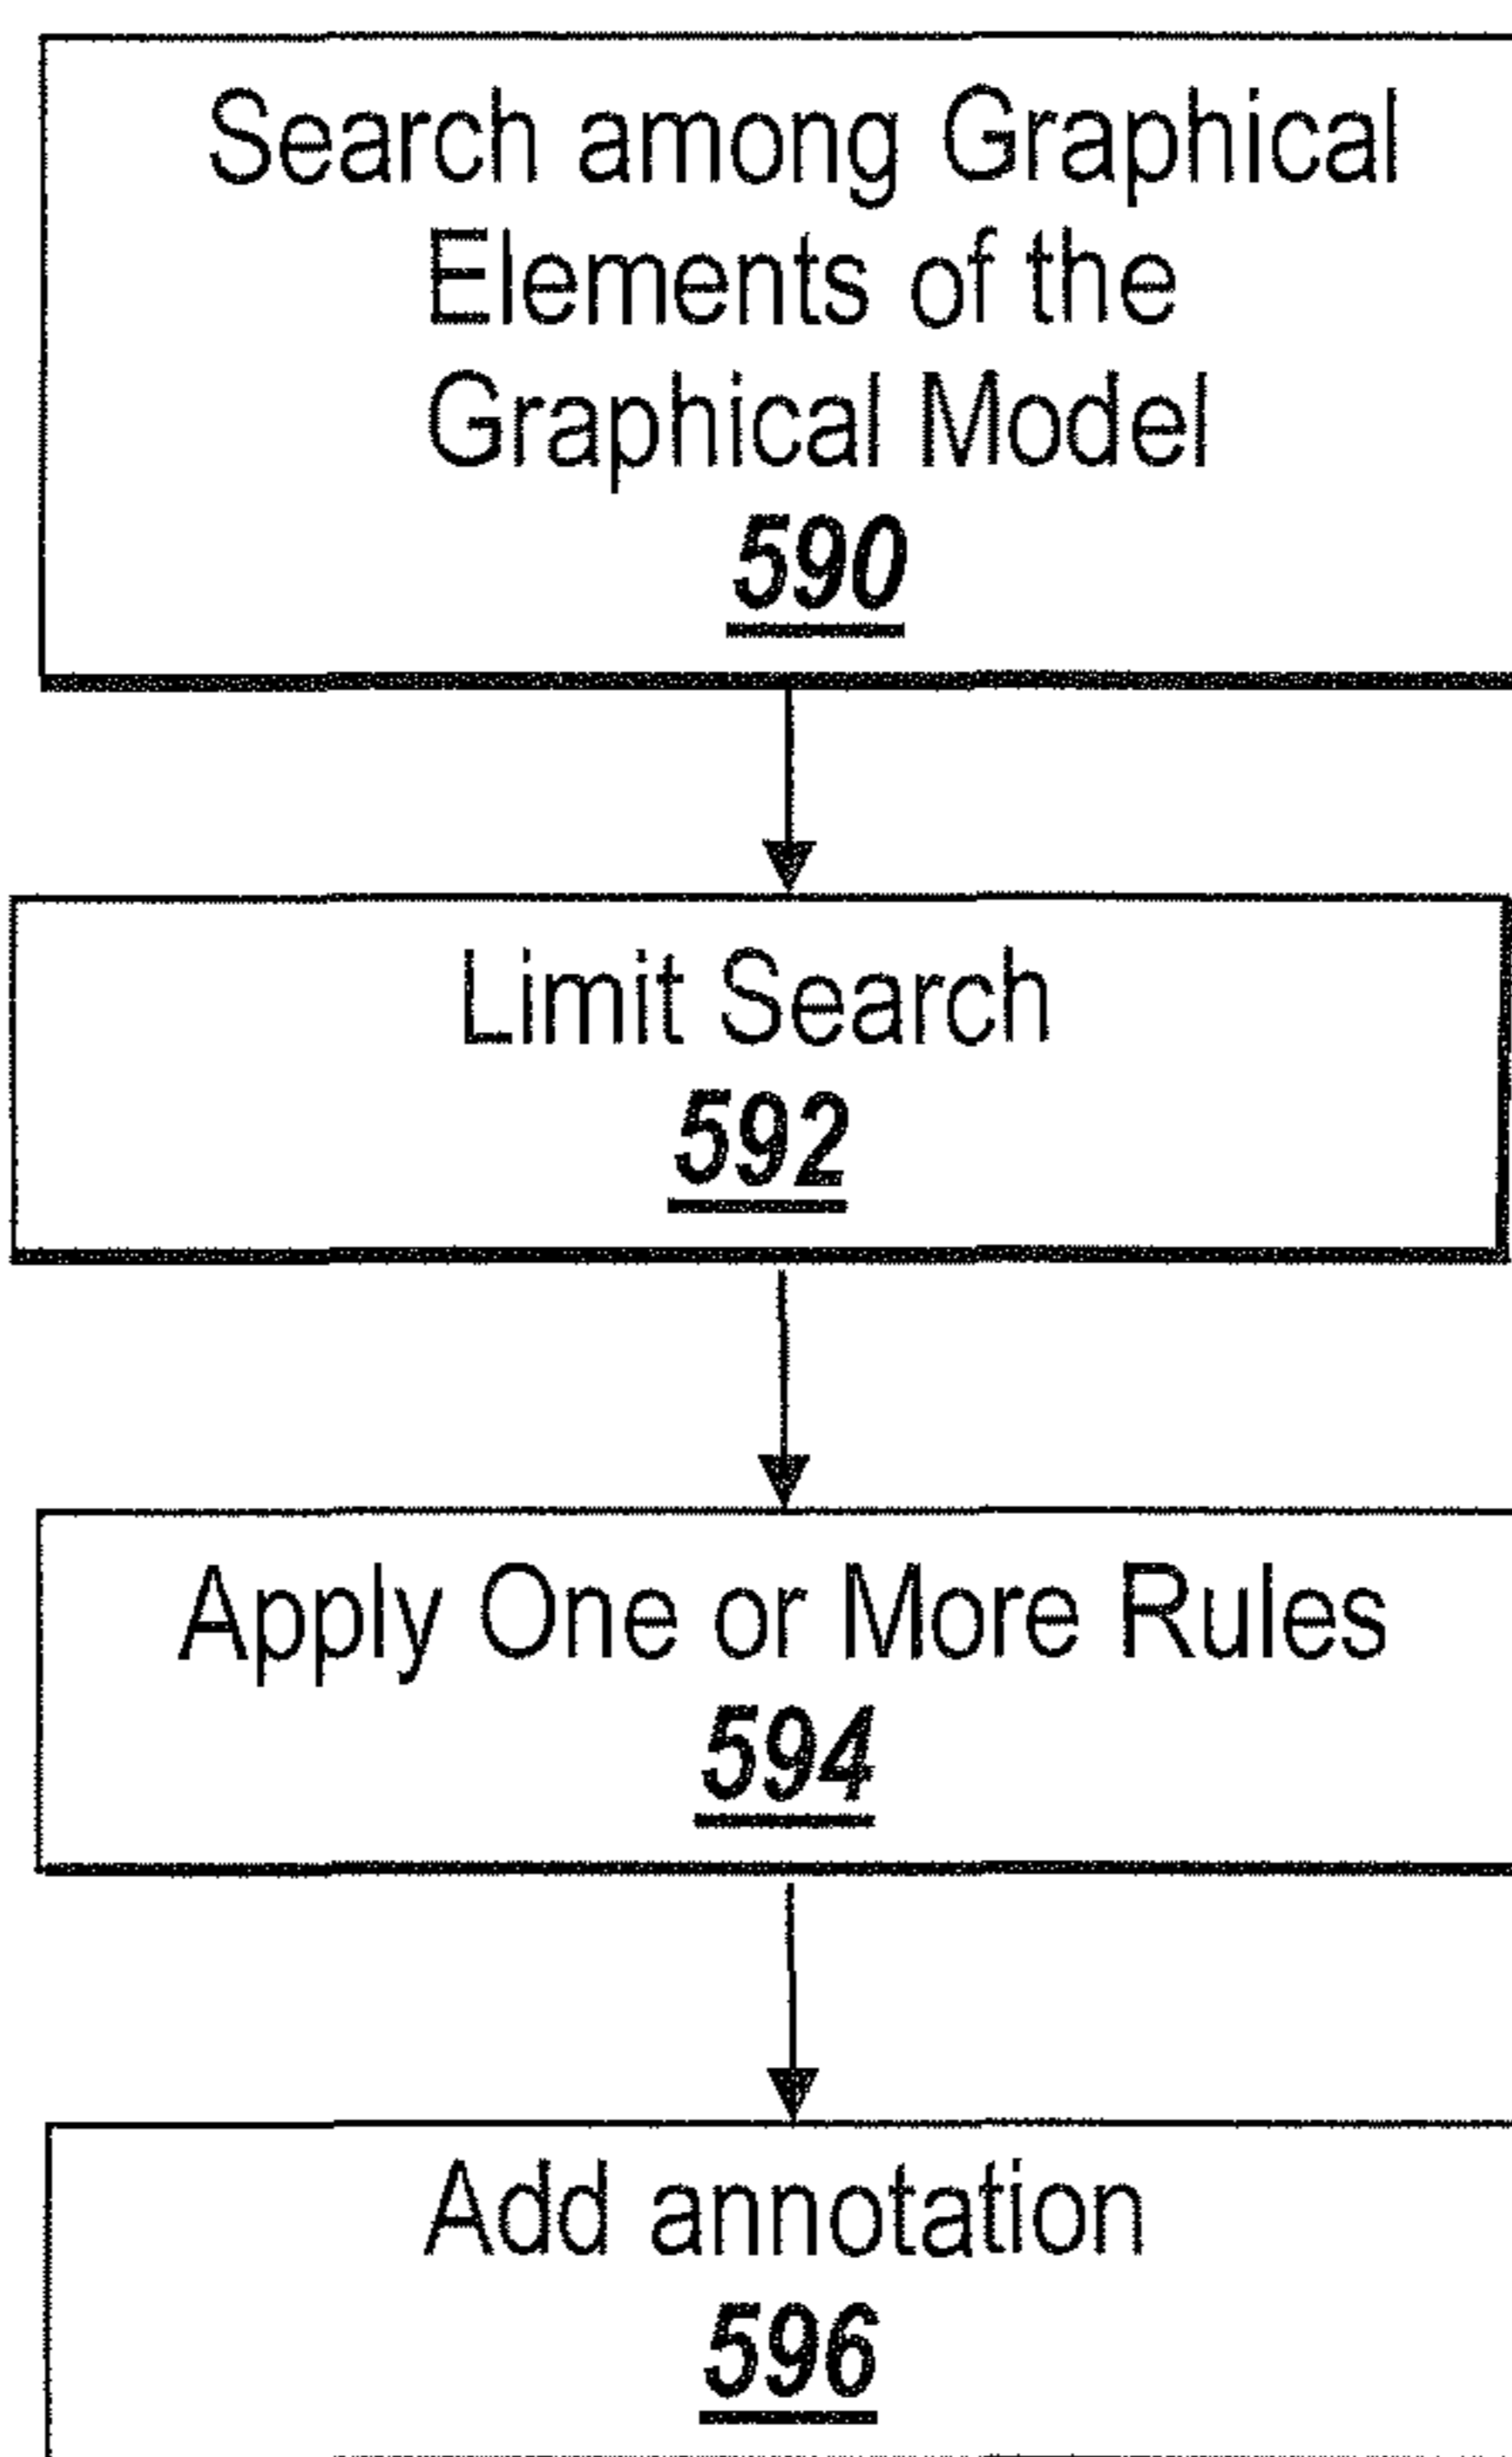 Search among Graphical
Elements of the
Graphical Model
590
Limit Search
592
Apply One or More Rules
594
Add annotation
596